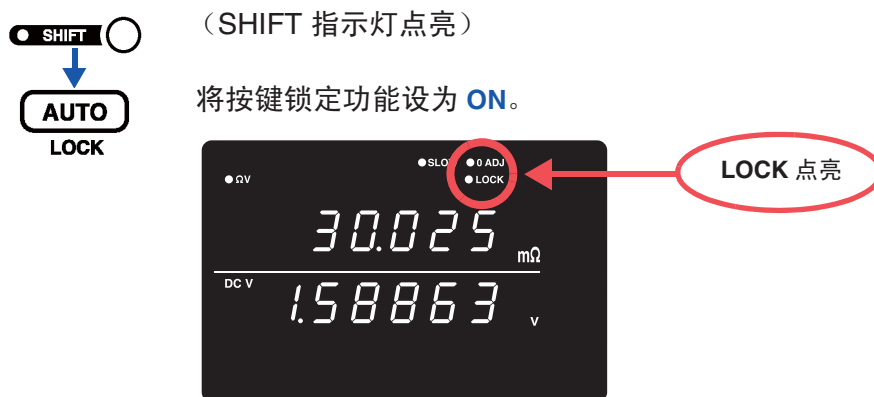 SHIFT
（SHIFT 指示灯点亮）
AUTO
LOCK
将按键锁定功能设为 ON。
SLO
0 ADJ
ΩV
LOCK
LOCK 点亮
30.025 mΩ
DC V
1.58863 V